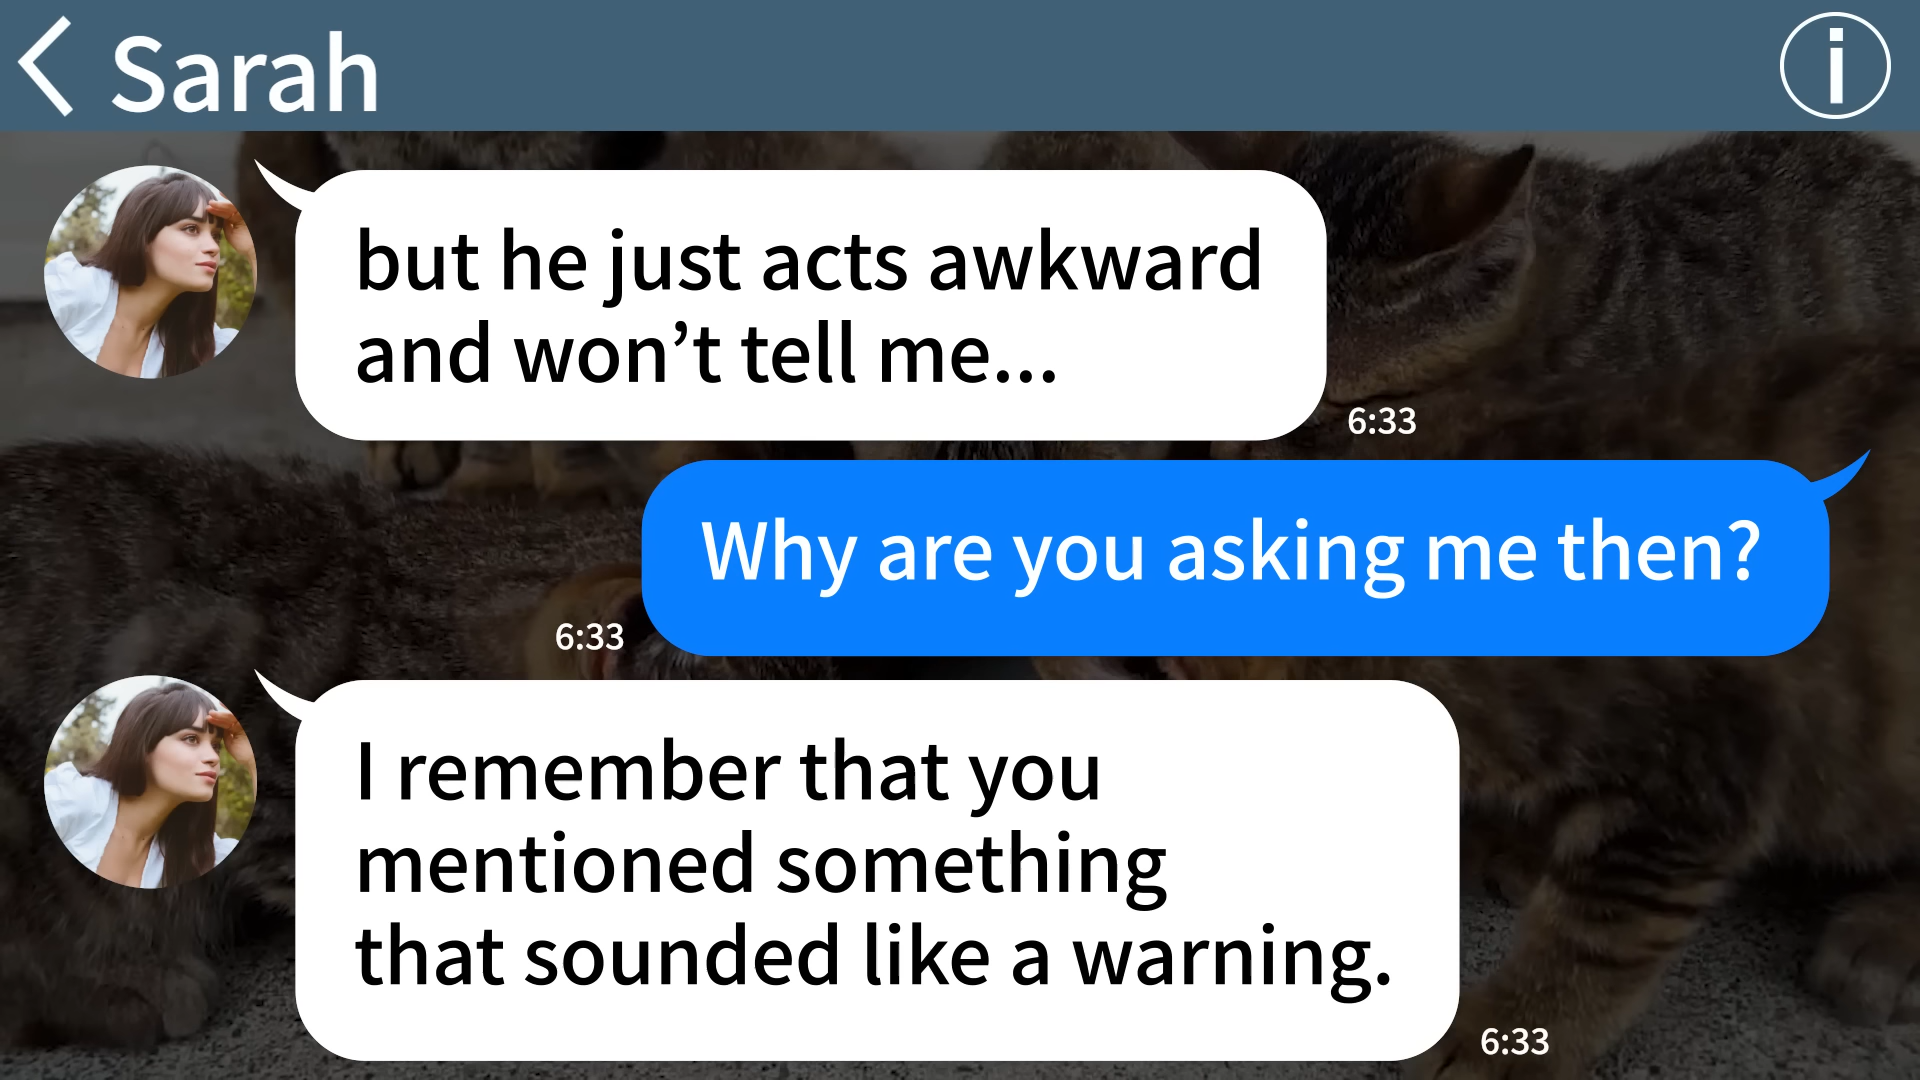 Sarah
but he just acts awkward
and won’t tell me...
6:33
Why are you asking me then?
6:33
I remember that you
mentioned something
that sounded like a warning.
6:33